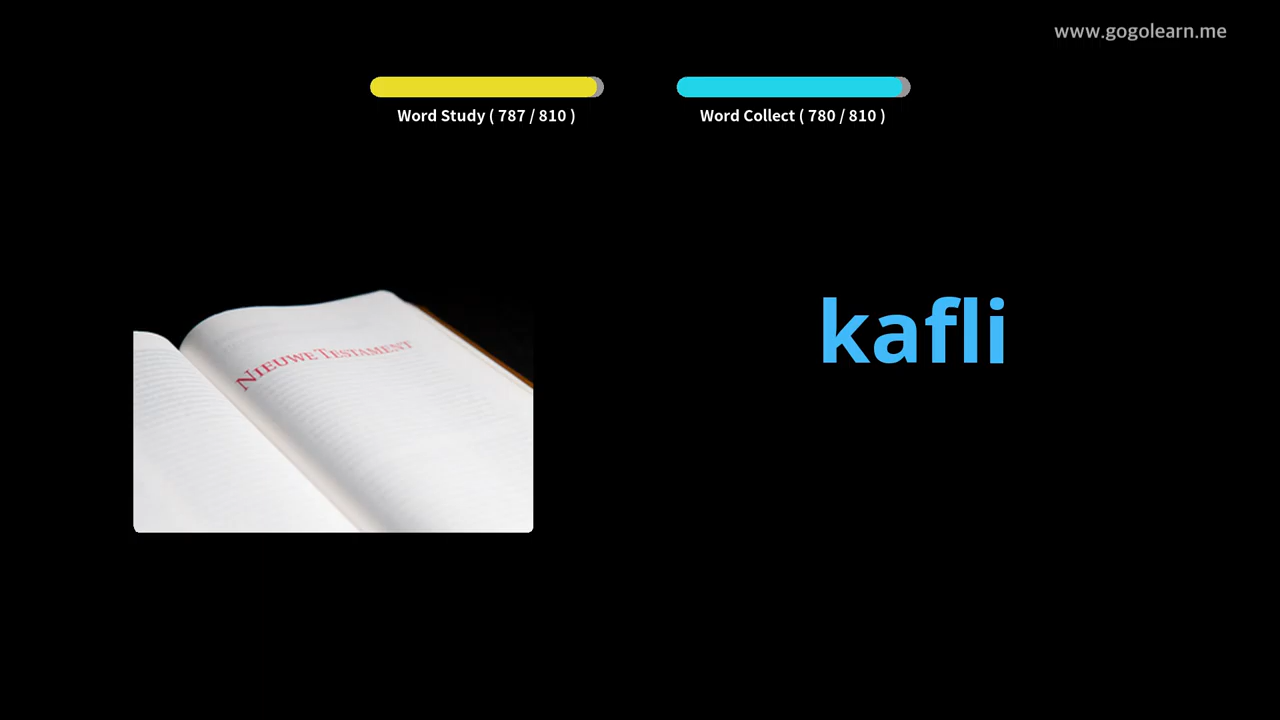 www.gogolearn.me
Word Study ( 787 / 810 )
Word Collect ( 780 / 810 )
NIEUWE TESTAMENT
kafli